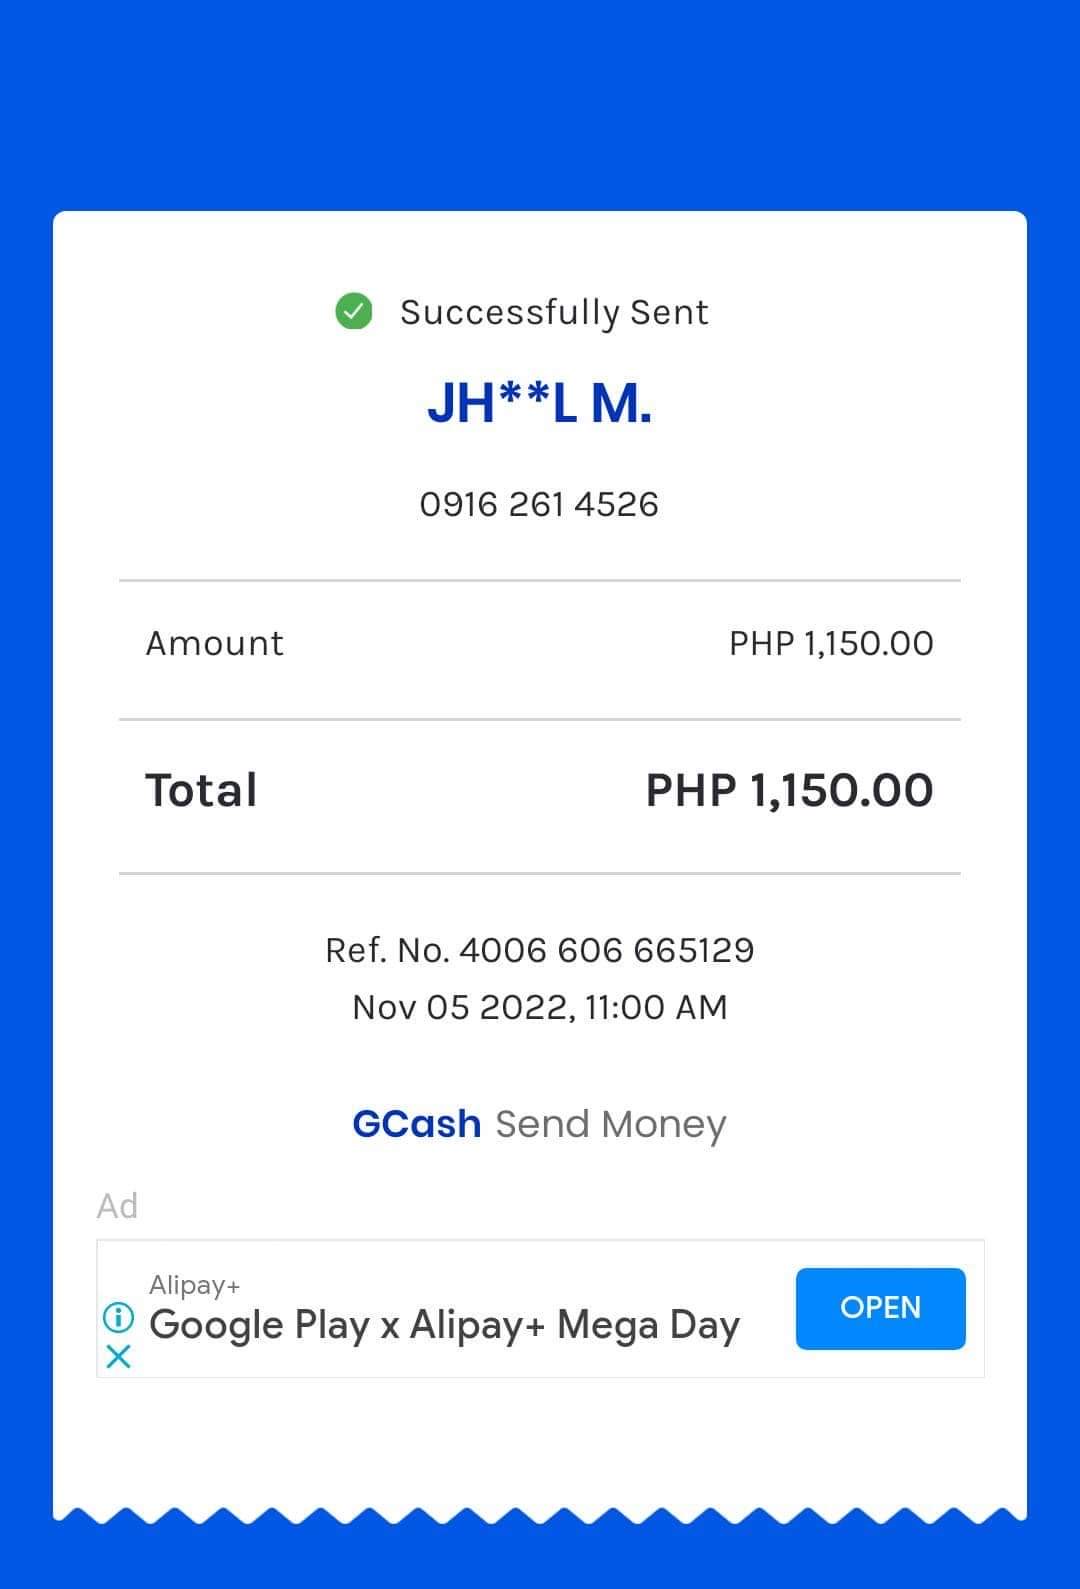 Successfully Sent
JH**L M.
0916 261 4526
Amount PHP 1,150.00
Total PHP 1,150.00
Ref. No. 4006 606 665129
Nov 05 2022, 11:00 AM
GCash Send Money
Ad
Alipay+
Google Play x Alipay+ Mega Day
OPEN